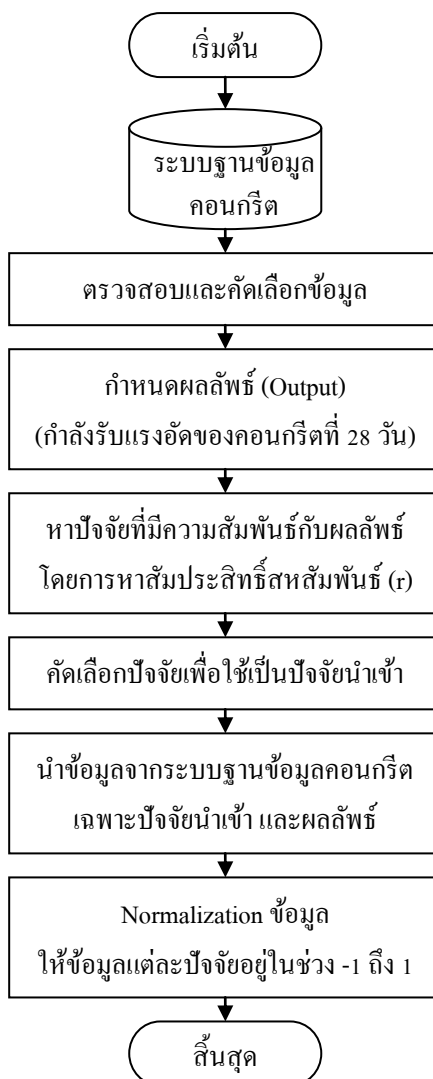 เริ่มต้น
ระบบฐานข้อมูล
คอนกรีต
ตรวจสอบและคัดเลือกข้อมูล
กำหนดผลลัพธ์ (Output)
(กำลังรับแรงอัดของคอนกรีตที่ 28 วัน)
หาปัจจัยที่มีความสัมพันธ์กับผลลัพธ์
โดยการหาสัมประสิทธิ์สหสัมพันธ์ (r)
คัดเลือกปัจจัยเพื่อใช้เป็นปัจจัยนำเข้า
นำข้อมูลจากระบบฐานข้อมูลคอนกรีต
เฉพาะปัจจัยนำเข้า และผลลัพธ์
Normalization ข้อมูล
ให้ข้อมูลแต่ละปัจจัยอยู่ในช่วง -1 ถึง 1
สิ้นสุด